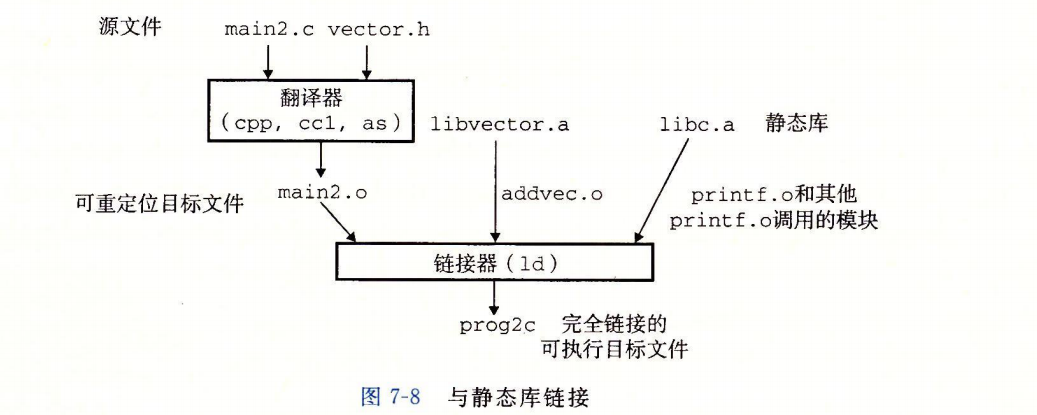 源文件 main2.c vector.h
翻译器
(cpp, cc1, as) libvector.a libc.a 静态库
可重定位目标文件 main2.o addvec.o printf.o和其他
printf.o调用的模块
链接器(ld)
prog2c 完全链接的
可执行目标文件
图 7-8 与静态库链接